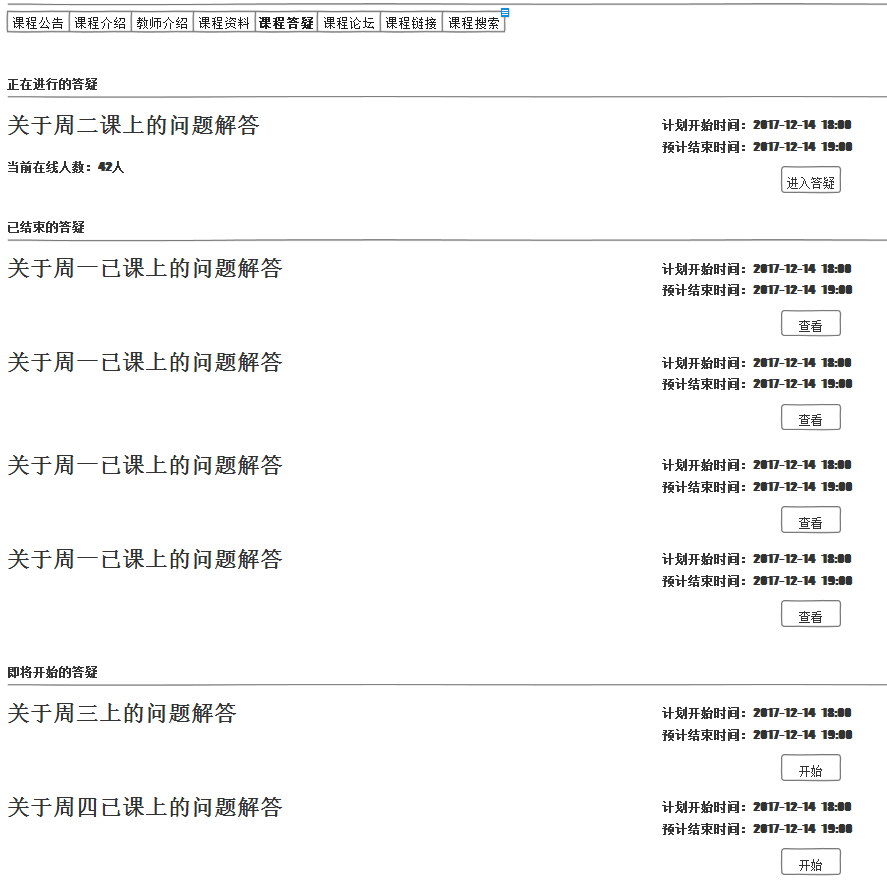 课程公告 课程介绍 教师介绍 课程资料 课程答疑 课程论坛 课程链接 课程搜索
正在进行的答疑
关于周二课上的问题解答
计划开始时间：2017-12-14 18:00
预计结束时间：2017-12-14 19:00
当前在线人数：42人
进入答疑
已结束的答疑
关于周一已课上的问题解答
计划开始时间：2017-12-14 18:00
预计结束时间：2017-12-14 19:00
查看
关于周一已课上的问题解答
计划开始时间：2017-12-14 18:00
预计结束时间：2017-12-14 19:00
查看
关于周一已课上的问题解答
计划开始时间：2017-12-14 18:00
预计结束时间：2017-12-14 19:00
查看
关于周一已课上的问题解答
计划开始时间：2017-12-14 18:00
预计结束时间：2017-12-14 19:00
查看
即将开始的答疑
关于周三上的问题解答
计划开始时间：2017-12-14 18:00
预计结束时间：2017-12-14 19:00
开始
关于周四已课上的问题解答
计划开始时间：2017-12-14 18:00
预计结束时间：2017-12-14 19:00
开始